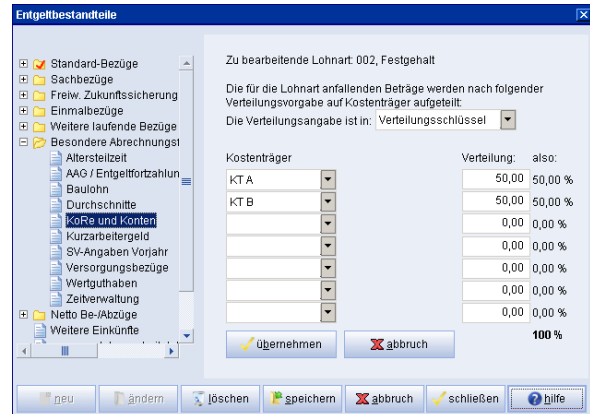 Entgeltbestandteile
Standard-Bezüge
Sachbezüge
Freiw. Zukunftssicherung
Einmalbezüge
Weitere laufende Bezüge
Besondere Abrechnungst
Altersteilzeit
AAG / Entgeltfortzahlun
Baulohn
Durchschnitte
KoRe und Konten
Kurzarbeitergeld
SV-Angaben Vorjahr
Versorgungsbezüge
Wertguthaben
Zeitverwaltung
Netto Be-/Abzüge
Weitere Einkünfte
Zu bearbeitende Lohnart: 002, Festgehalt
Die für die Lohnart anfallenden Beträge werden nach folgender
Verteilungsvorgabe auf Kostenträger aufgeteilt:
Die Verteilungsangabe ist in: Verteilungsschlüssel
Kostenträger Verteilung: also:
KT A 50,00 50,00 %
KT B 50,00 50,00 %
0,00 0,00 %
0,00 0,00 %
0,00 0,00 %
0,00 0,00 %
0,00 0,00 %
100 %
übernehmen abbruch
neu ändern löschen speichern abbruch schließen hilfe